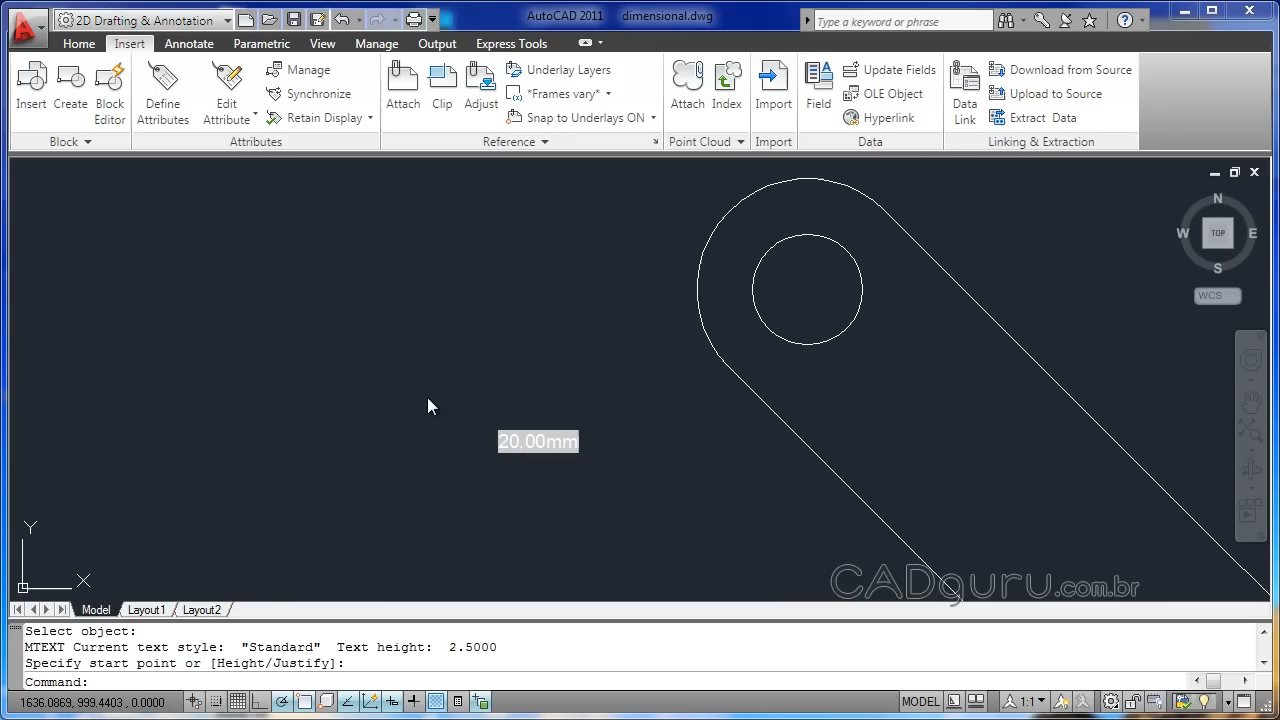 2D Drafting & Annotation
AutoCAD 2011 dimensional.dwg
Type a keyword or phrase
Home Insert Annotate Parametric View Manage Output Express Tools
Insert Create Block Editor
Define Attributes Edit Attribute
Manage
Synchronize
Retain Display
Attach Clip Adjust
Underlay Layers
*Frames vary*
Snap to Underlays ON
Attach Index
Import
Field
Update Fields
OLE Object
Hyperlink
Data Link
Download from Source
Upload to Source
Extract Data
Block Attributes Reference Point Cloud Import Data Linking & Extraction
N
W TOP E
S
WCS
20,00mm
Y
X
CADguru.com.br
Model Layout1 Layout2
Select object:
MTEXT Current text style: "Standard" Text height: 2.5000
Specify start point or [Height/Justify]:
Command:
1636.0869, 999.4403, 0.0000 MODEL 1:1